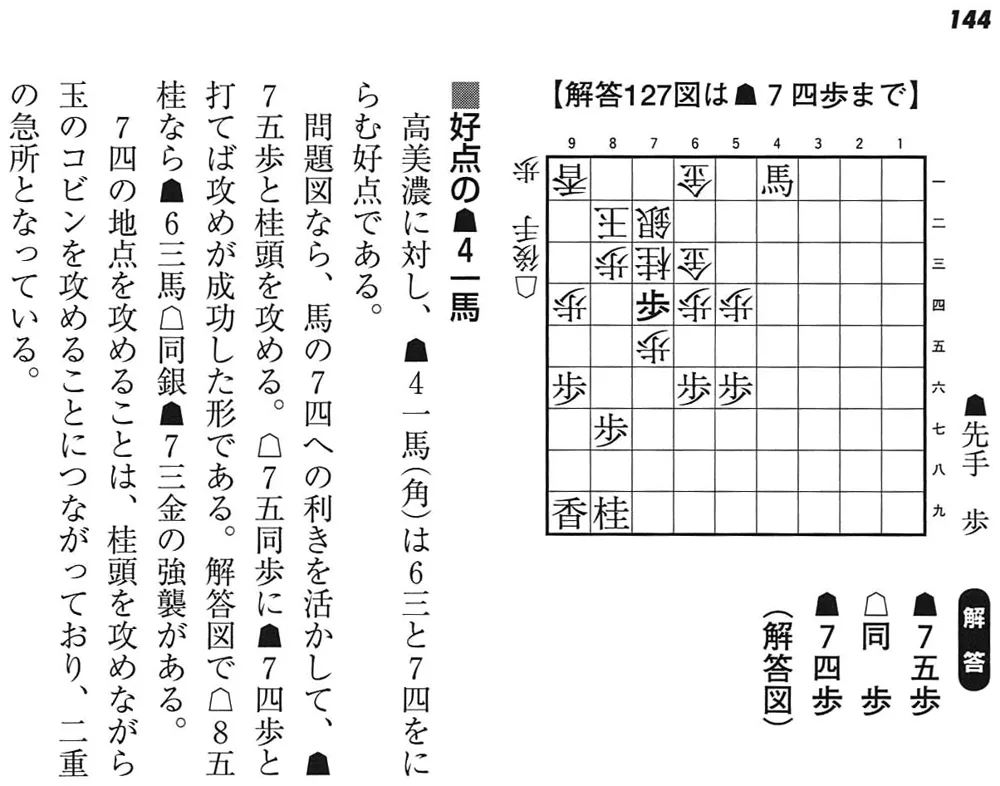 144
【解答127図は☗7四歩まで】
9 8 7 6 5 4 3 2 1
香 金 馬 一
王 銀 二
歩 桂 金 三
歩 歩 歩 歩 四
歩 五
歩 歩 歩 六
歩 七
八
香 桂 九
☖後手 歩
☗先手 歩
解答
☗7五歩
☖同 歩
☗7四歩
(解答図)
■好点の☗4一馬
高美濃に対し、☗4一馬(角)は6三と7四をに
らむ好点である。
問題図なら、馬の7四への利きを活かして、☗
7五歩と桂頭を攻める。☖7五同歩に☗7四歩と
打てば攻めが成功した形である。解答図で☖8五
桂なら☗6三馬☖同銀☗7三金の強襲がある。
7四の地点を攻めることは、桂頭を攻めながら
玉のコビンを攻めることにつながっており、二重
の急所となっている。